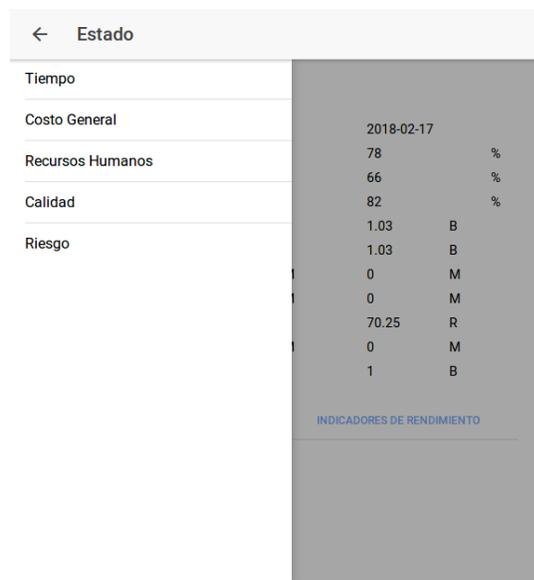 Estado
Tiempo
Costo General
Recursos Humanos
Calidad
Riesgo
2018-02-17
78 %
66 %
82 %
1.03 B
1.03 B
0 M
0 M
70.25 R
0 M
1 B
INDICADORES DE RENDIMIENTO